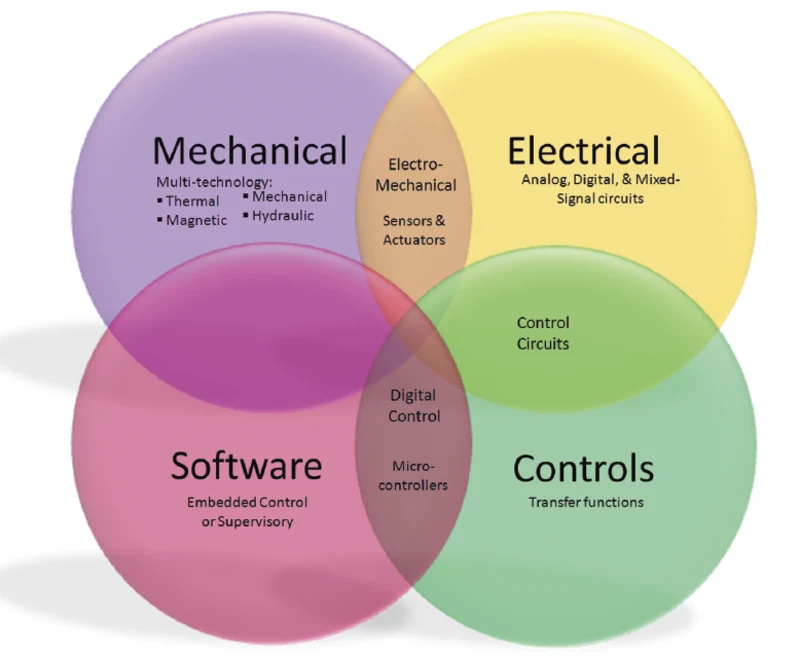 Mechanical
Multi-technology:
▪ Thermal
▪ Mechanical
▪ Magnetic
▪ Hydraulic
Electro-
Mechanical
Sensors &
Actuators
Electrical
Analog, Digital, & Mixed-
Signal circuits
Control
Circuits
Digital
Control
Micro-
controllers
Software
Embedded Control
or Supervisory
Controls
Transfer functions